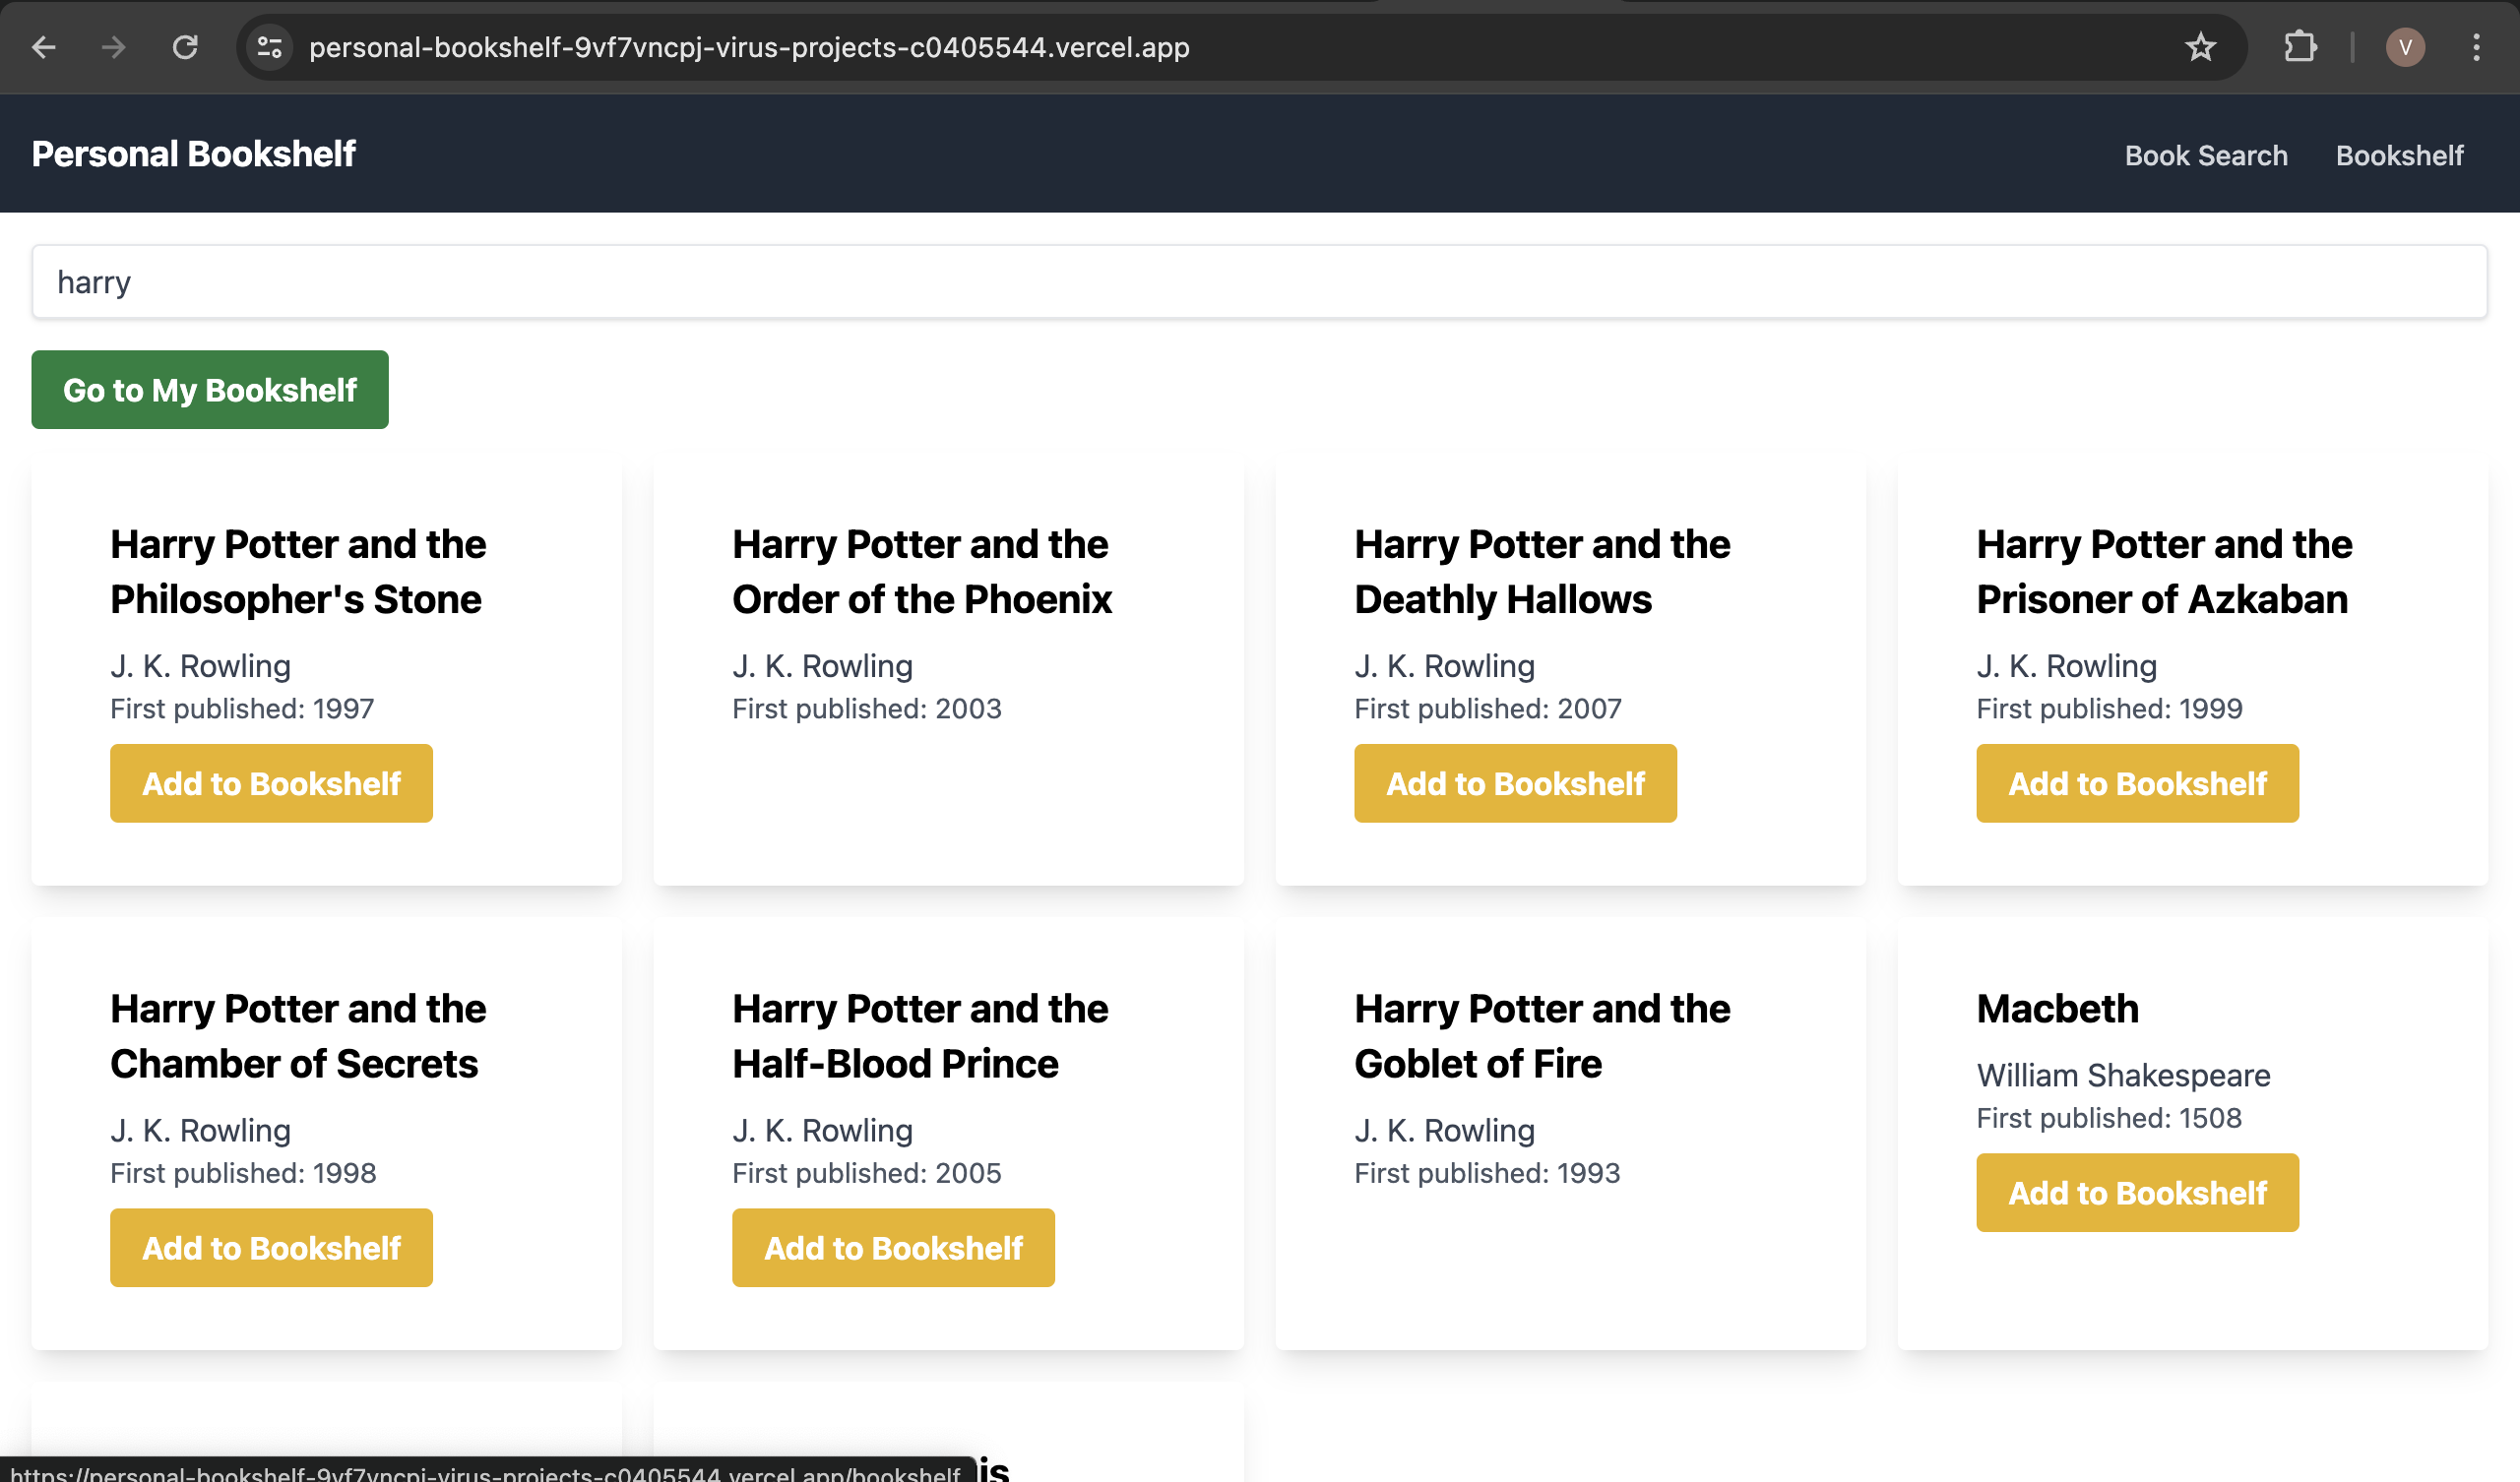 personal-bookshelf-9vf7vncpj-virus-projects-c0405544.vercel.app
V
Personal Bookshelf
Book Search
Bookshelf
harry
Go to My Bookshelf
Harry Potter and the
Philosopher's Stone
J. K. Rowling
First published: 1997
Add to Bookshelf
Harry Potter and the
Order of the Phoenix
J. K. Rowling
First published: 2003
Harry Potter and the
Deathly Hallows
J. K. Rowling
First published: 2007
Add to Bookshelf
Harry Potter and the
Prisoner of Azkaban
J. K. Rowling
First published: 1999
Add to Bookshelf
Harry Potter and the
Chamber of Secrets
J. K. Rowling
First published: 1998
Add to Bookshelf
Harry Potter and the
Half-Blood Prince
J. K. Rowling
First published: 2005
Add to Bookshelf
Harry Potter and the
Goblet of Fire
J. K. Rowling
First published: 1993
Macbeth
William Shakespeare
First published: 1508
Add to Bookshelf
https://personal-bookshelf-9vf7vncpj-virus-projects-c0405544.vercel.app/bookshelf